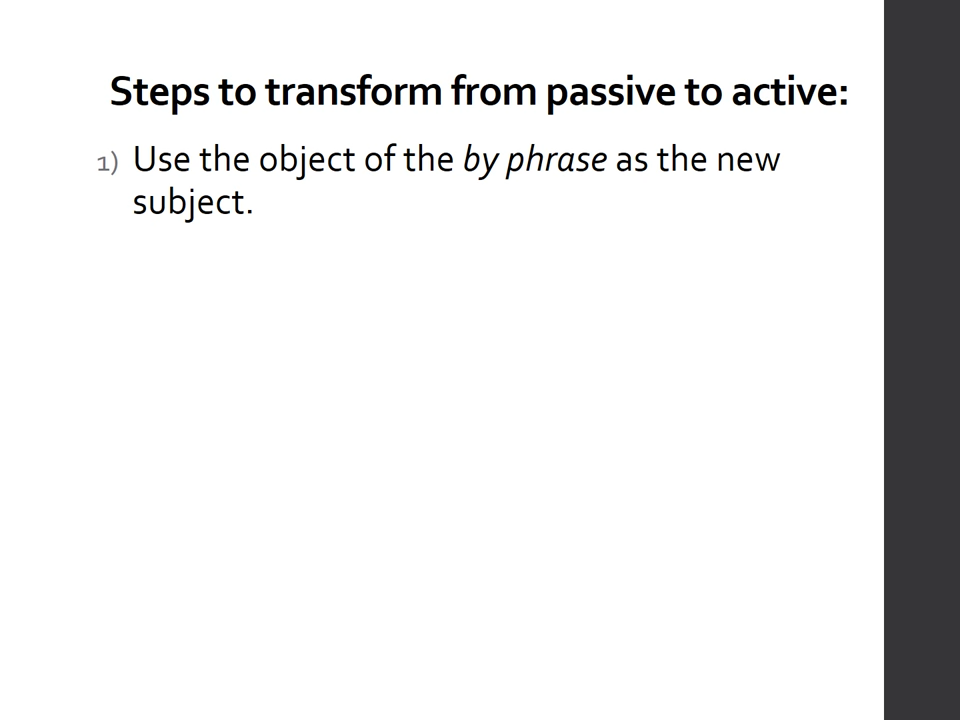 Steps to transform from passive to active:
1) Use the object of the by phrase as the new
subject.